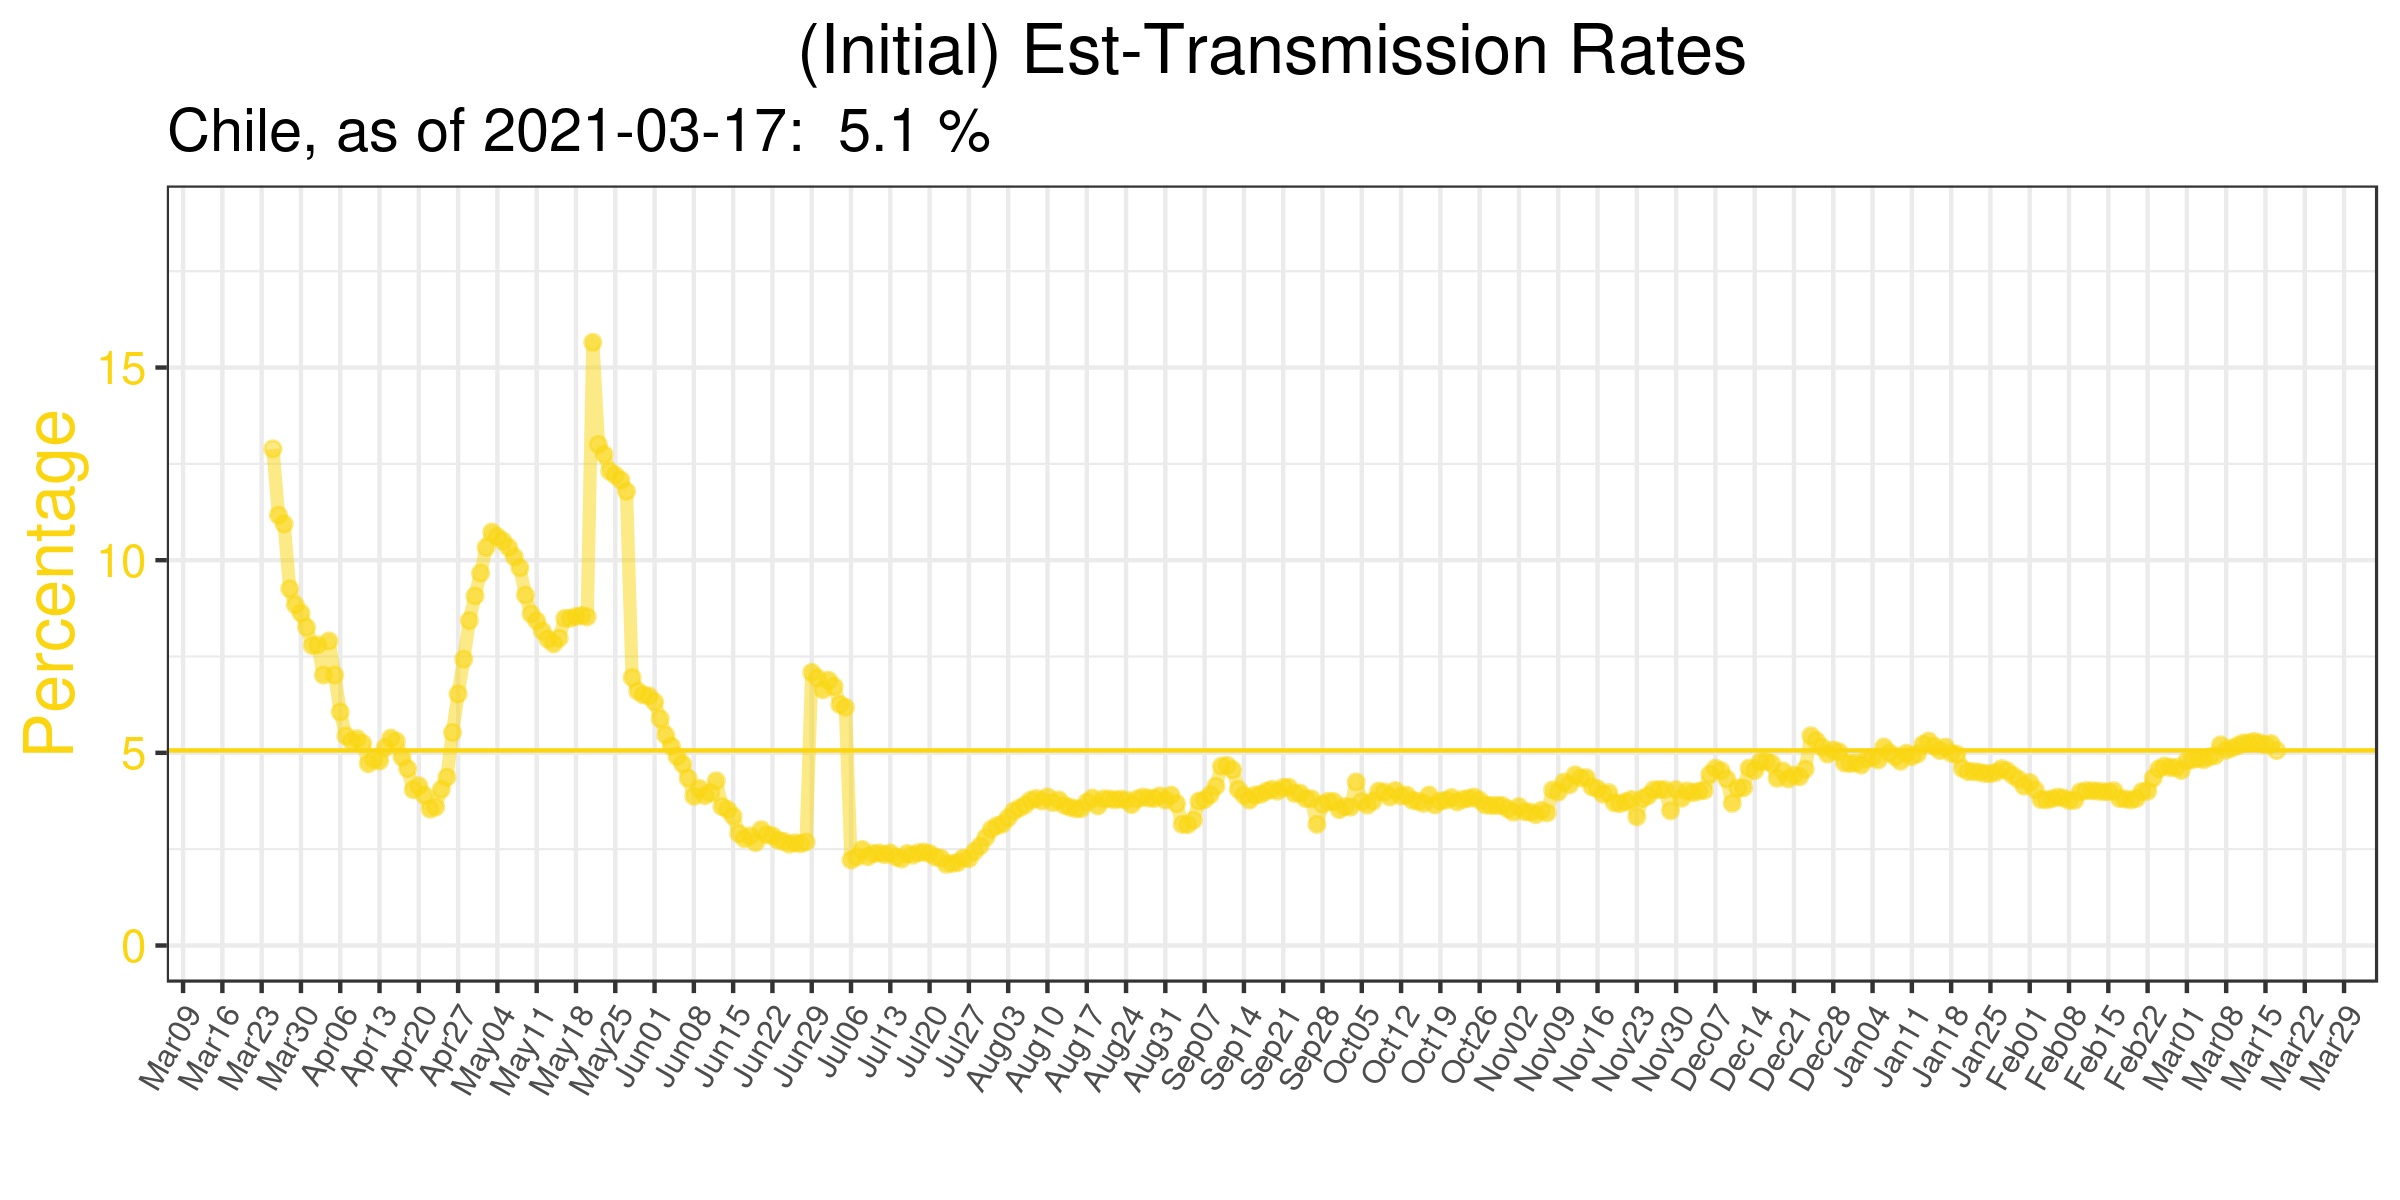 (Initial) Est-Transmission Rates
Chile, as of 2021-03-17:  5.1 %
Percentage
15
10
5
0
Mar09
Mar16
Mar23
Mar30
Apr06
Apr13
Apr20
Apr27
May04
May11
May18
May25
Jun01
Jun08
Jun15
Jun22
Jun29
Jul06
Jul13
Jul20
Jul27
Aug03
Aug10
Aug17
Aug24
Aug31
Sep07
Sep14
Sep21
Sep28
Oct05
Oct12
Oct19
Oct26
Nov02
Nov09
Nov16
Nov23
Nov30
Dec07
Dec14
Dec21
Dec28
Jan04
Jan11
Jan18
Jan25
Feb01
Feb08
Feb15
Feb22
Mar01
Mar08
Mar15
Mar22
Mar29